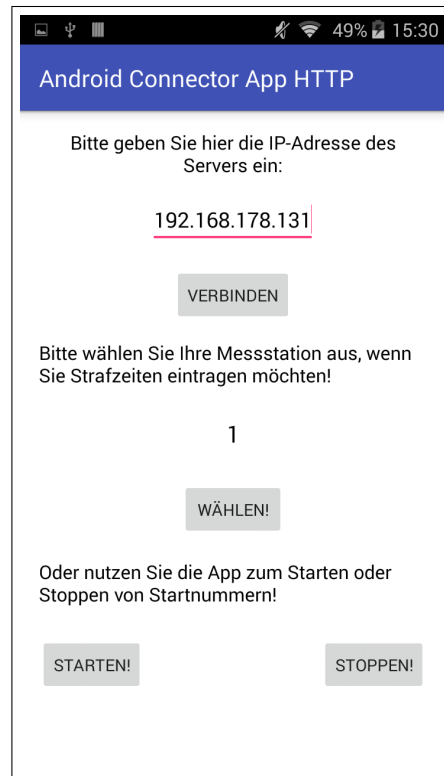 49% 15:30
Android Connector App HTTP
Bitte geben Sie hier die IP-Adresse des
Servers ein:
192.168.178.131
VERBINDEN
Bitte wählen Sie Ihre Messstation aus, wenn
Sie Strafzeiten eintragen möchten!
1
WÄHLEN!
Oder nutzen Sie die App zum Starten oder
Stoppen von Startnummern!
STARTEN! STOPPEN!